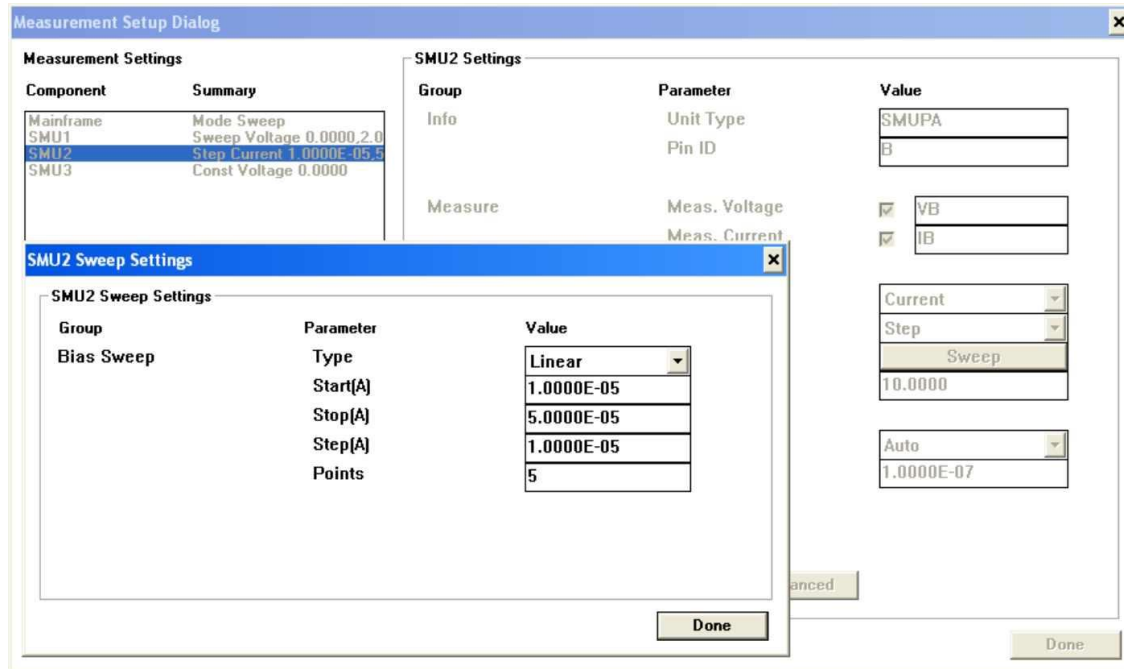 Measurement Setup Dialog
Measurement Settings
Component Summary
Mainframe Mode Sweep
SMU1 Sweep Voltage 0.0000,2.0
SMU2 Step Current 1.0000E-05,5
SMU3 Const Voltage 0.0000
SMU2 Settings
Group Parameter Value
Info Unit Type SMUPA
Pin ID B
Measure Meas. Voltage VB
Meas. Current IB
Current
Step
Sweep
10.0000
Auto
1.0000E-07
anced
Done
SMU2 Sweep Settings
SMU2 Sweep Settings
Group Parameter Value
Bias Sweep Type Linear
Start(A) 1.0000E-05
Stop(A) 5.0000E-05
Step(A) 1.0000E-05
Points 5
Done